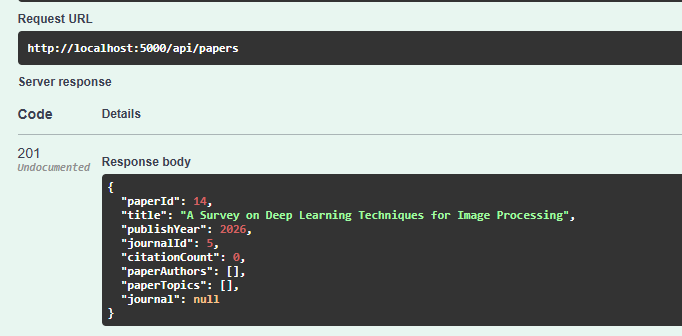 Request URL
http://localhost:5000/api/papers
Server response
Code Details
201
Undocumented
Response body
{
"paperId": 14,
"title": "A Survey on Deep Learning Techniques for Image Processing",
"publishYear": 2026,
"journalId": 5,
"citationCount": 0,
"paperAuthors": [],
"paperTopics": [],
"journal": null
}